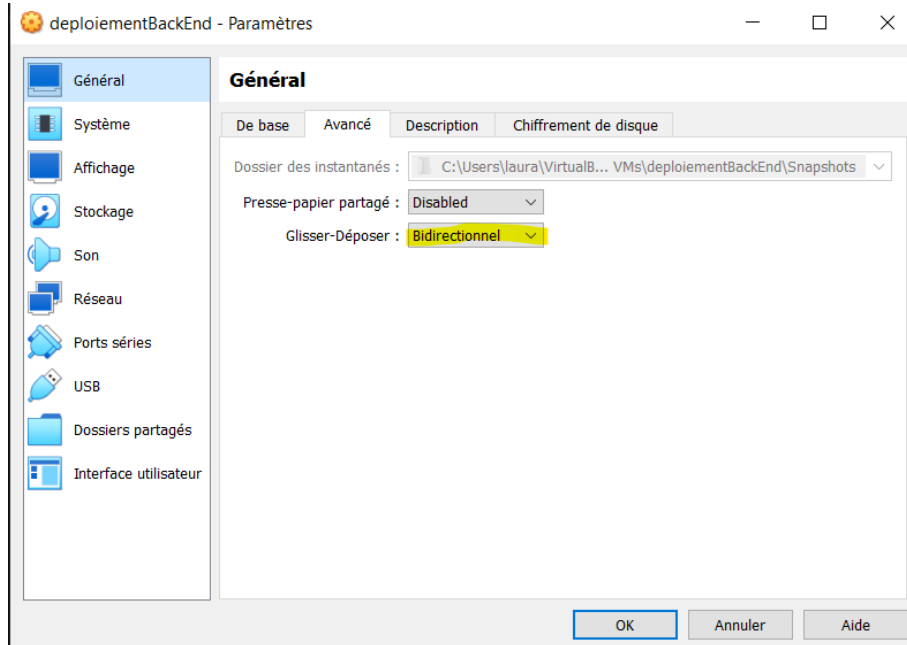 deploiementBackEnd - Paramètres
Général
Système
Affichage
Stockage
Son
Réseau
Ports séries
USB
Dossiers partagés
Interface utilisateur
Général
De base Avancé Description Chiffrement de disque
Dossier des instantanés : C:\Users\laura\VirtualB... VMs\deploiementBackEnd\Snapshots
Presse-papier partagé : Disabled
Glisser-Déposer : Bidirectionnel
OK Annuler Aide